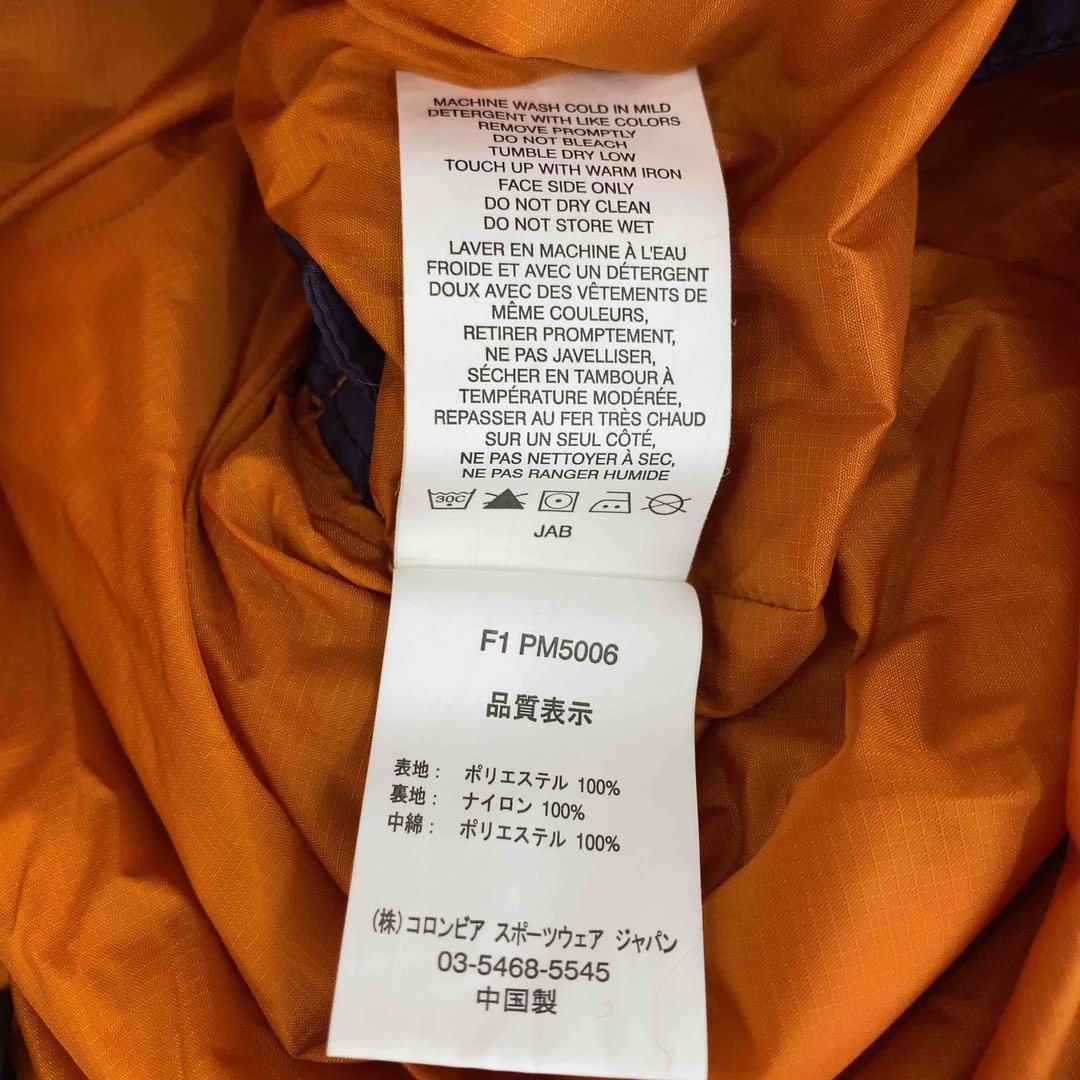 MACHINE WASH COLD IN MILD
DETERGENT WITH LIKE COLORS
REMOVE PROMPTLY
DO NOT BLEACH
TUMBLE DRY LOW
TOUCH UP WITH WARM IRON
FACE SIDE ONLY
DO NOT DRY CLEAN
DO NOT STORE WET
LAVER EN MACHINE À L'EAU
FROIDE ET AVEC UN DÉTERGENT
DOUX AVEC DES VÊTEMENTS DE
MÊME COULEURS,
RETIRER PROMPTEMENT,
NE PAS JAVELLISER,
SÉCHER EN TAMBOUR À
TEMPÉRATURE MODÉRÉE,
REPASSER AU FER TRÈS CHAUD
SUR UN SEUL CÔTÉ,
NE PAS NETTOYER À SEC,
NE PAS RANGER HUMIDE
30C
JAB
F1 PM5006
品質表示
表地： ポリエステル 100%
裏地： ナイロン 100%
中綿： ポリエステル 100%
(株)コロンビア スポーツウェア ジャパン
03-5468-5545
中国製